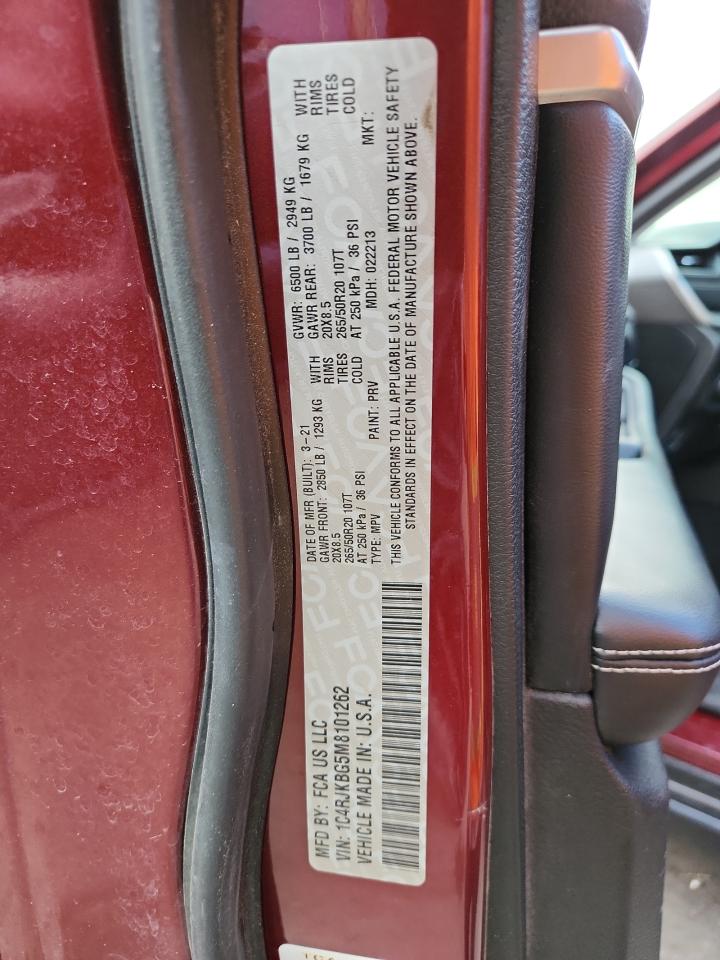 MFD BY: FCA US LLC
DATE OF MFR (BUILT): 3-21
GVWR: 6500 LB / 2949 KG
GAWR FRONT: 2850 LB / 1293 KG WITH
20X8.5 RIMS
265/50R20 107T TIRES
AT 250 kPa / 36 PSI COLD
GAWR REAR: 3700 LB / 1679 KG WITH
20X8.5 RIMS
265/50R20 107T TIRES
AT 250 kPa / 36 PSI COLD
VIN: 1C4RJKBG5M8101262
TYPE: MPV PAINT: PRV MDH: 022213 MKT:
VEHICLE MADE IN: U.S.A.
THIS VEHICLE CONFORMS TO ALL APPLICABLE U.S.A. FEDERAL MOTOR VEHICLE SAFETY
STANDARDS IN EFFECT ON THE DATE OF MANUFACTURE SHOWN ABOVE.